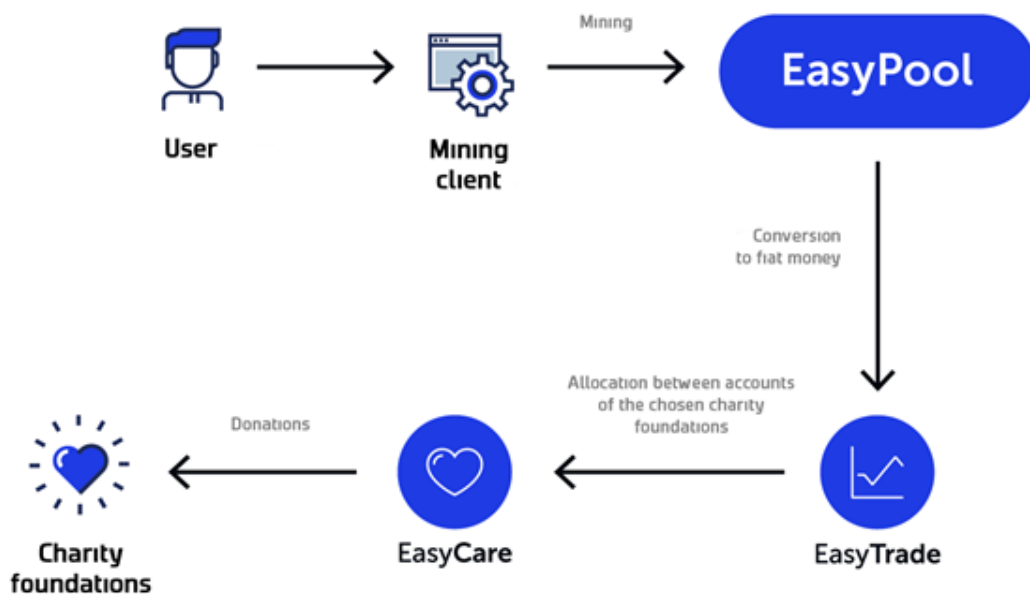 Mining
EasyPool
User
Mining
client
Conversion
to fiat money
Allocation between accounts
of the chosen charity
foundations
Donations
EasyTrade
EasyCare
Charity
foundations